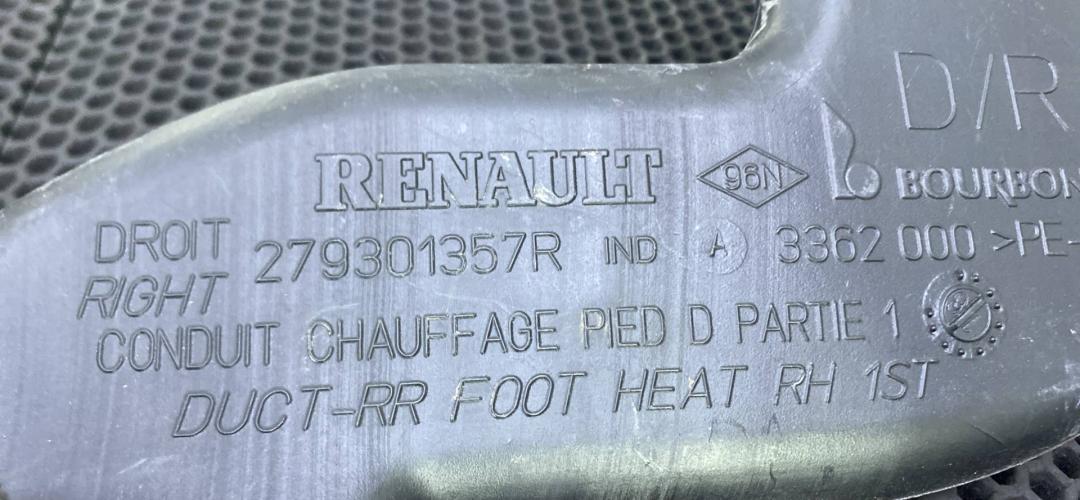 D/R
RENAULT 96N BOURBON
DROIT
RIGHT
279301357R IND A 3362 000 >PE-
CONDUIT CHAUFFAGE PIED D PARTIE 1
DUCT-RR FOOT HEAT RH 1ST